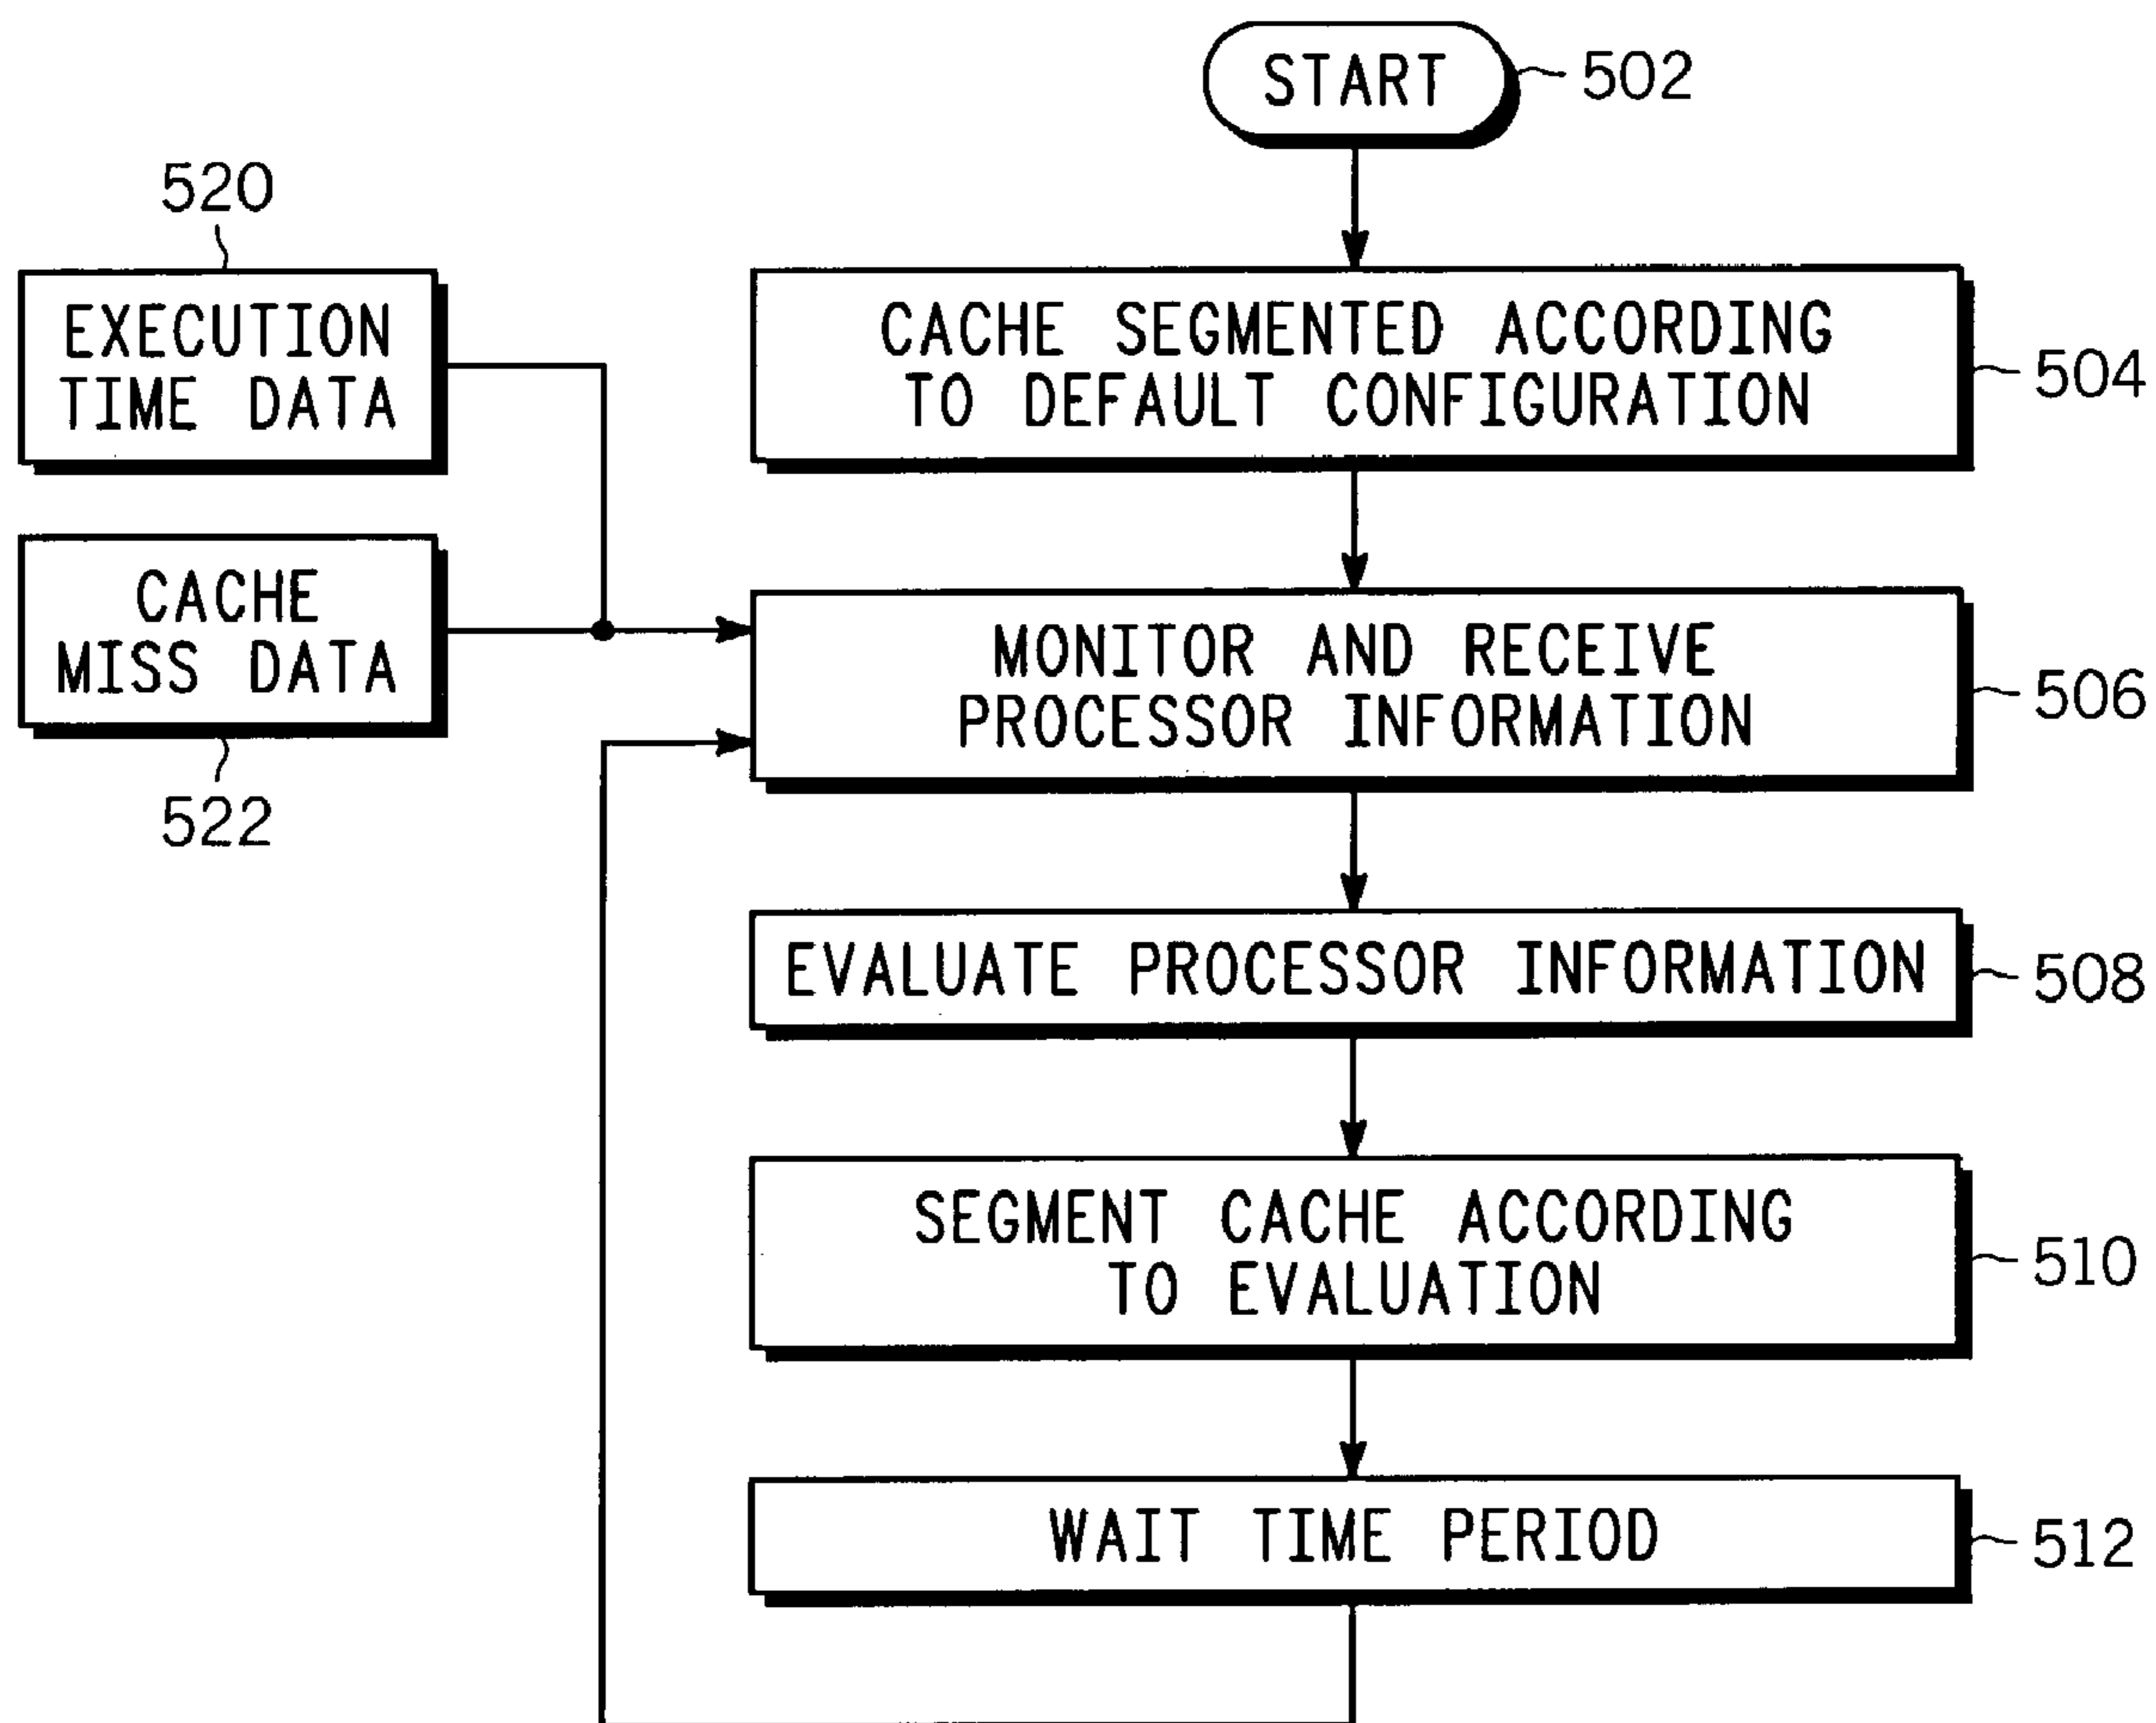 START
502
520
EXECUTION
TIME DATA
CACHE SEGMENTED ACCORDING
TO DEFAULT CONFIGURATION
504
CACHE
MISS DATA
522
MONITOR AND RECEIVE
PROCESSOR INFORMATION
506
EVALUATE PROCESSOR INFORMATION
508
SEGMENT CACHE ACCORDING
TO EVALUATION
510
WAIT TIME PERIOD
512